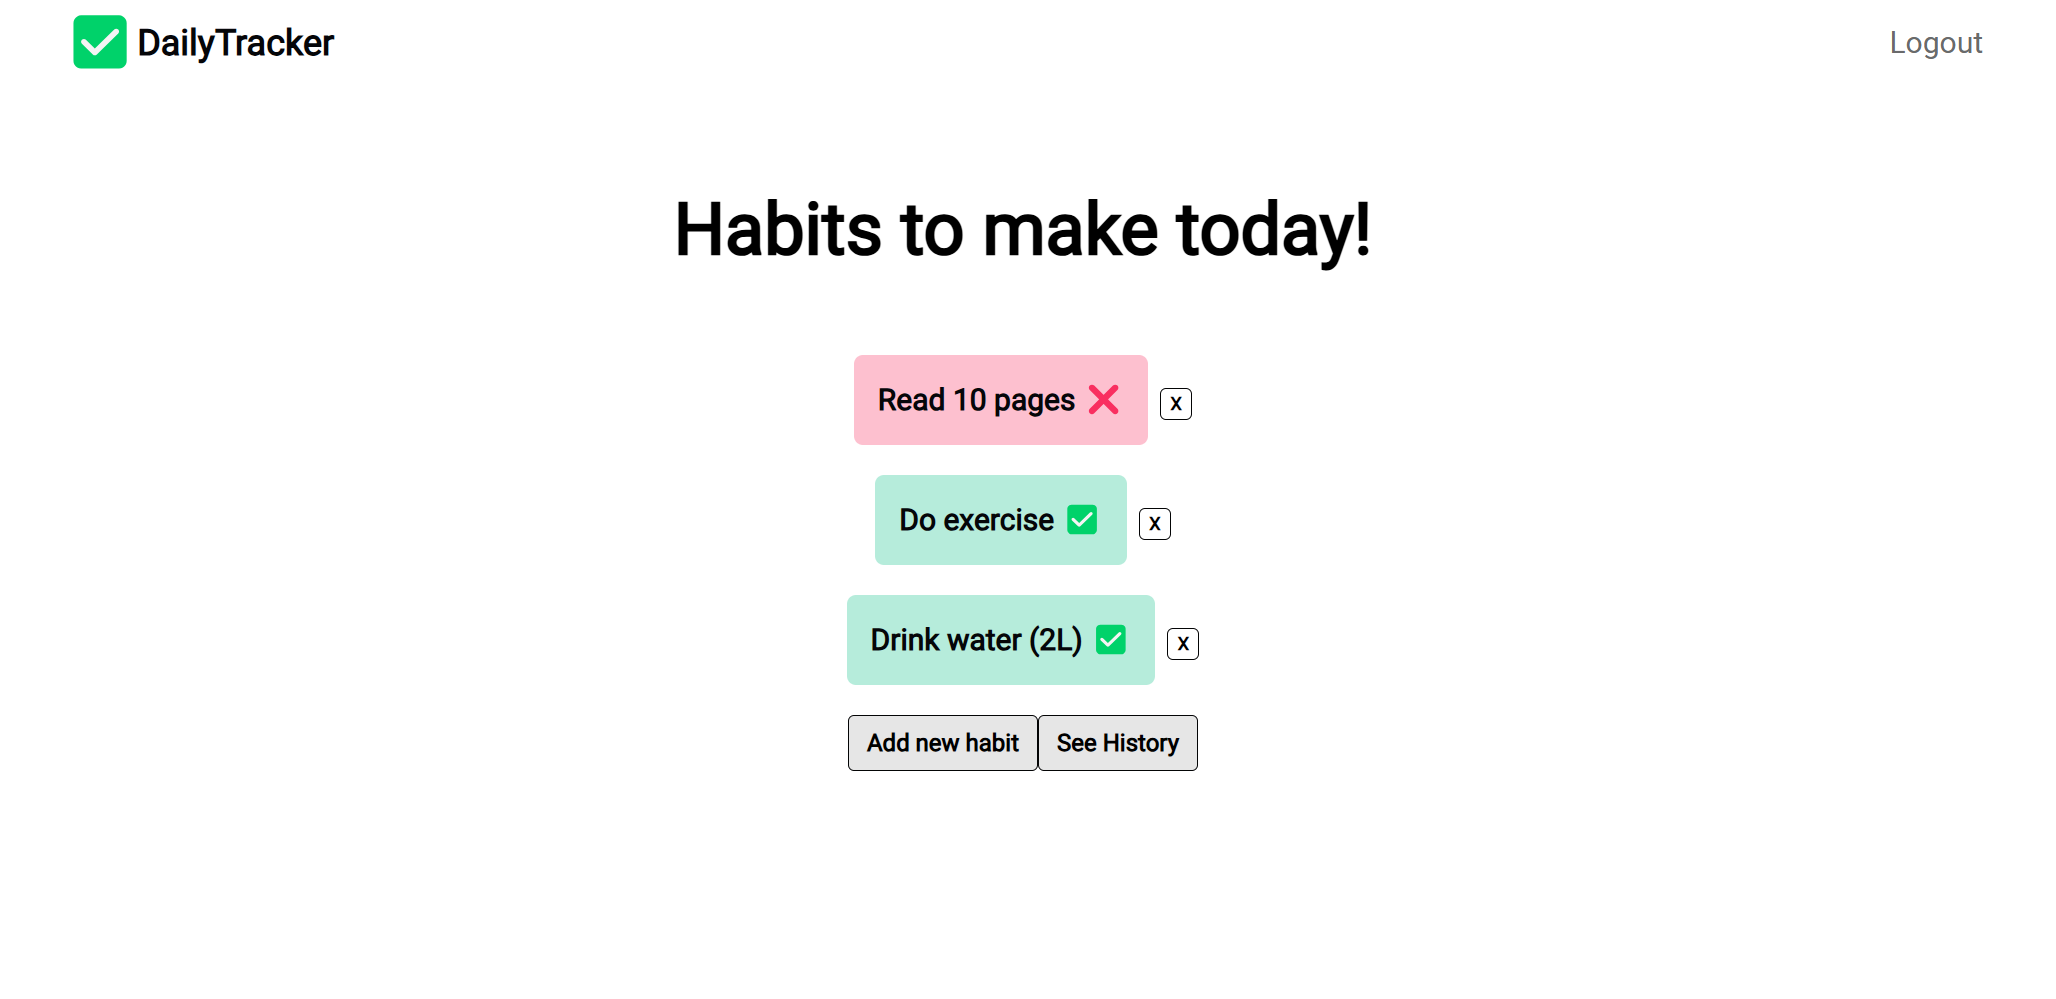 DailyTracker
Logout
Habits to make today!
Read 10 pages ❌ X
Do exercise ✅ X
Drink water (2L) ✅ X
Add new habit See History